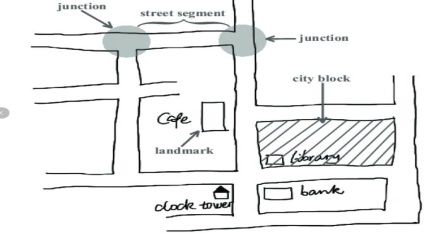 junction
street segment
junction
city block
Cafe
landmark
library
bank
clock tower